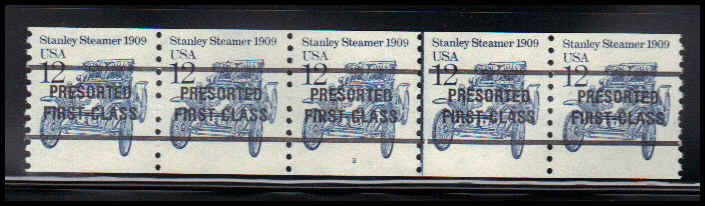 Stanley Steamer 1909 Stanley Steamer 1909 Stanley Steamer 1909 Stanley Steamer 1909 Stanley Steamer 1909
USA USA USA USA USA
12 12 12 12 12
PRESORTED PRESORTED PRESORTED PRESORTED PRESORTED
FIRST-CLASS FIRST-CLASS FIRST-CLASS FIRST-CLASS FIRST-CLASS